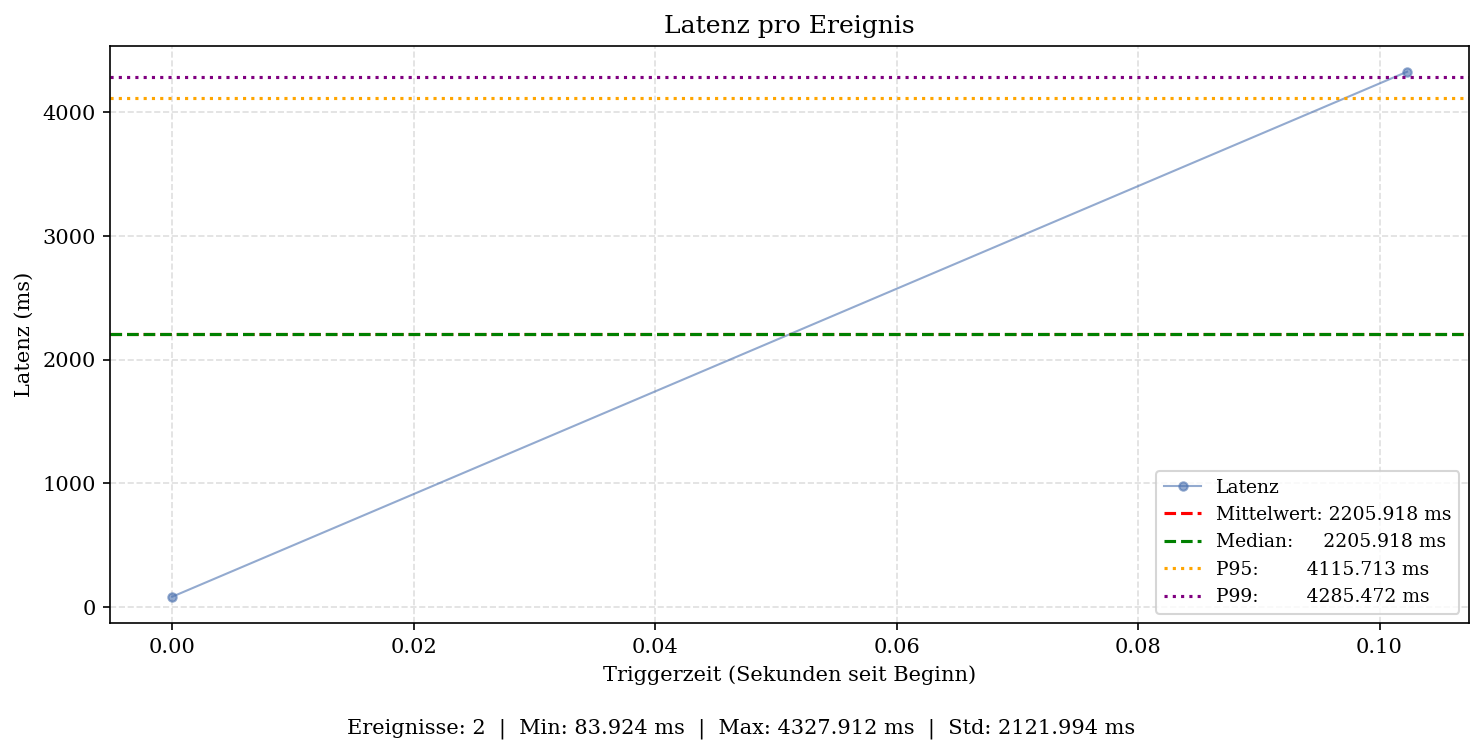 Latenz pro Ereignis
Latenz (ms)
4000
3000
2000
1000
0
Latenz
Mittelwert: 2205.918 ms
Median: 2205.918 ms
P95: 4115.713 ms
P99: 4285.472 ms
0.00 0.02 0.04 0.06 0.08 0.10
Triggerzeit (Sekunden seit Beginn)
Ereignisse: 2 | Min: 83.924 ms | Max: 4327.912 ms | Std: 2121.994 ms